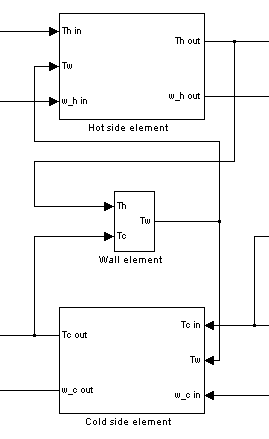 Th in Th out
Tw
w_h in w_h out
Hot side element
Th
Tw
Tc
Wall element
Tc in
Tc out
Tw
w_c out w_c in
Cold side element